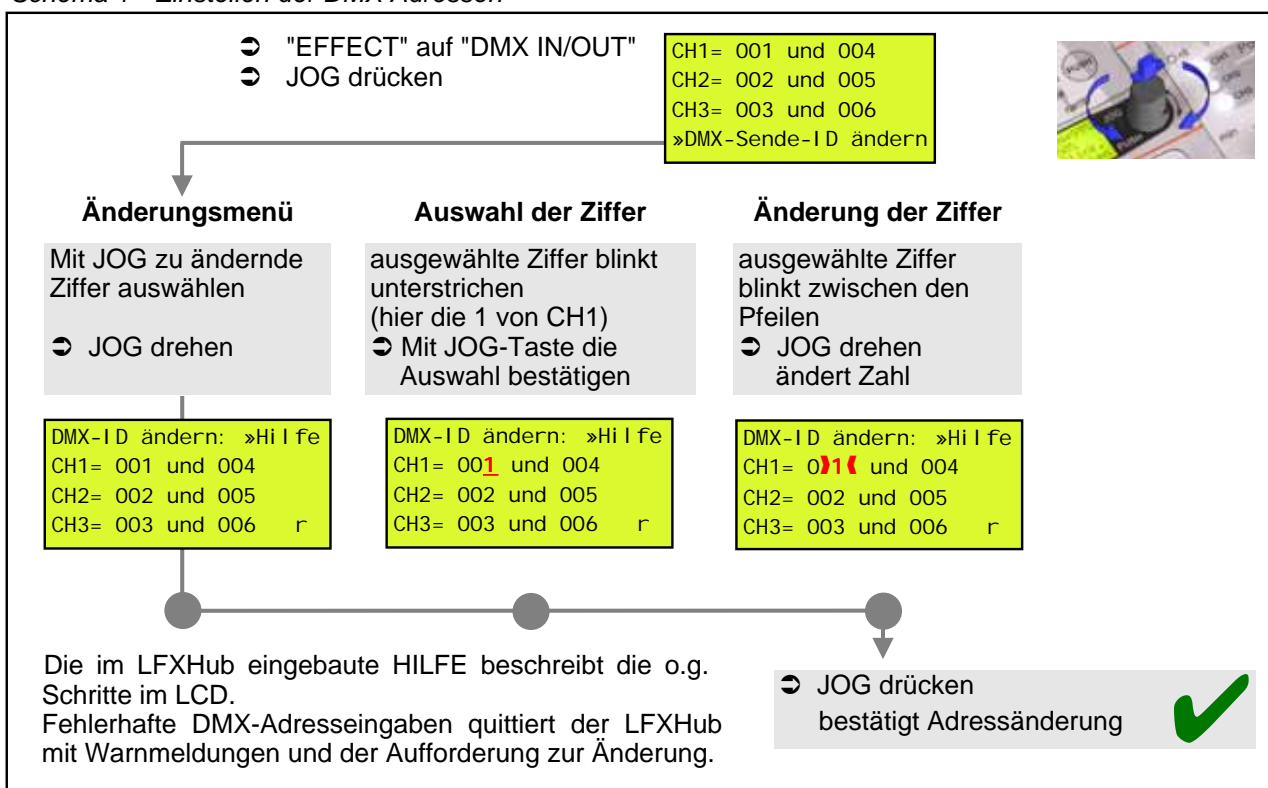 "EFFECT" auf "DMX IN/OUT"
JOG drücken
CH1= 001 und 004
CH2= 002 und 005
CH3= 003 und 006
»DMX-Sende-ID ändern
Änderungsmenü
Mit JOG zu ändernde
Ziffer auswählen
➲ JOG drehen
DMX-ID ändern: »Hilfe
CH1= 001 und 004
CH2= 002 und 005
CH3= 003 und 006 r
Auswahl der Ziffer
ausgewählte Ziffer blinkt
unterstrichen
(hier die 1 von CH1)
➲ Mit JOG-Taste die
Auswahl bestätigen
DMX-ID ändern: »Hilfe
CH1= 001 und 004
CH2= 002 und 005
CH3= 003 und 006 r
Änderung der Ziffer
ausgewählte Ziffer
blinkt zwischen den
Pfeilen
➲ JOG drehen
ändert Zahl
DMX-ID ändern: »Hilfe
CH1= 0⟫1⟪ und 004
CH2= 002 und 005
CH3= 003 und 006 r
Die im LFXHub eingebaute HILFE beschreibt die o.g.
Schritte im LCD.
Fehlerhafte DMX-Adresseingaben quittiert der LFXHub
mit Warnmeldungen und der Aufforderung zur Änderung.
➲ JOG drücken
bestätigt Adressänderung